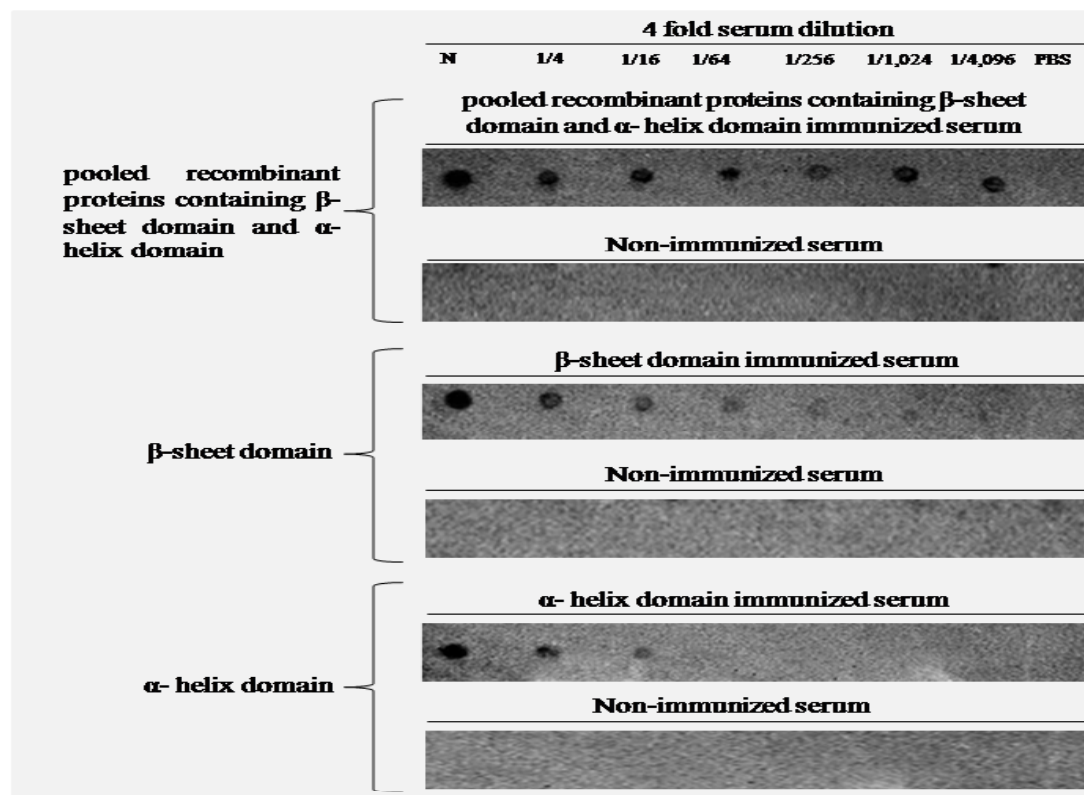 4 fold serum dilution
N 1/4 1/16 1/64 1/256 1/1,024 1/4,096 PBS
pooled recombinant proteins containing β-sheet
domain and α- helix domain immunized serum
pooled recombinant
proteins containing β-
sheet domain and α-
helix domain
Non-immunized serum
β-sheet domain immunized serum
β-sheet domain
Non-immunized serum
α- helix domain immunized serum
α- helix domain
Non-immunized serum